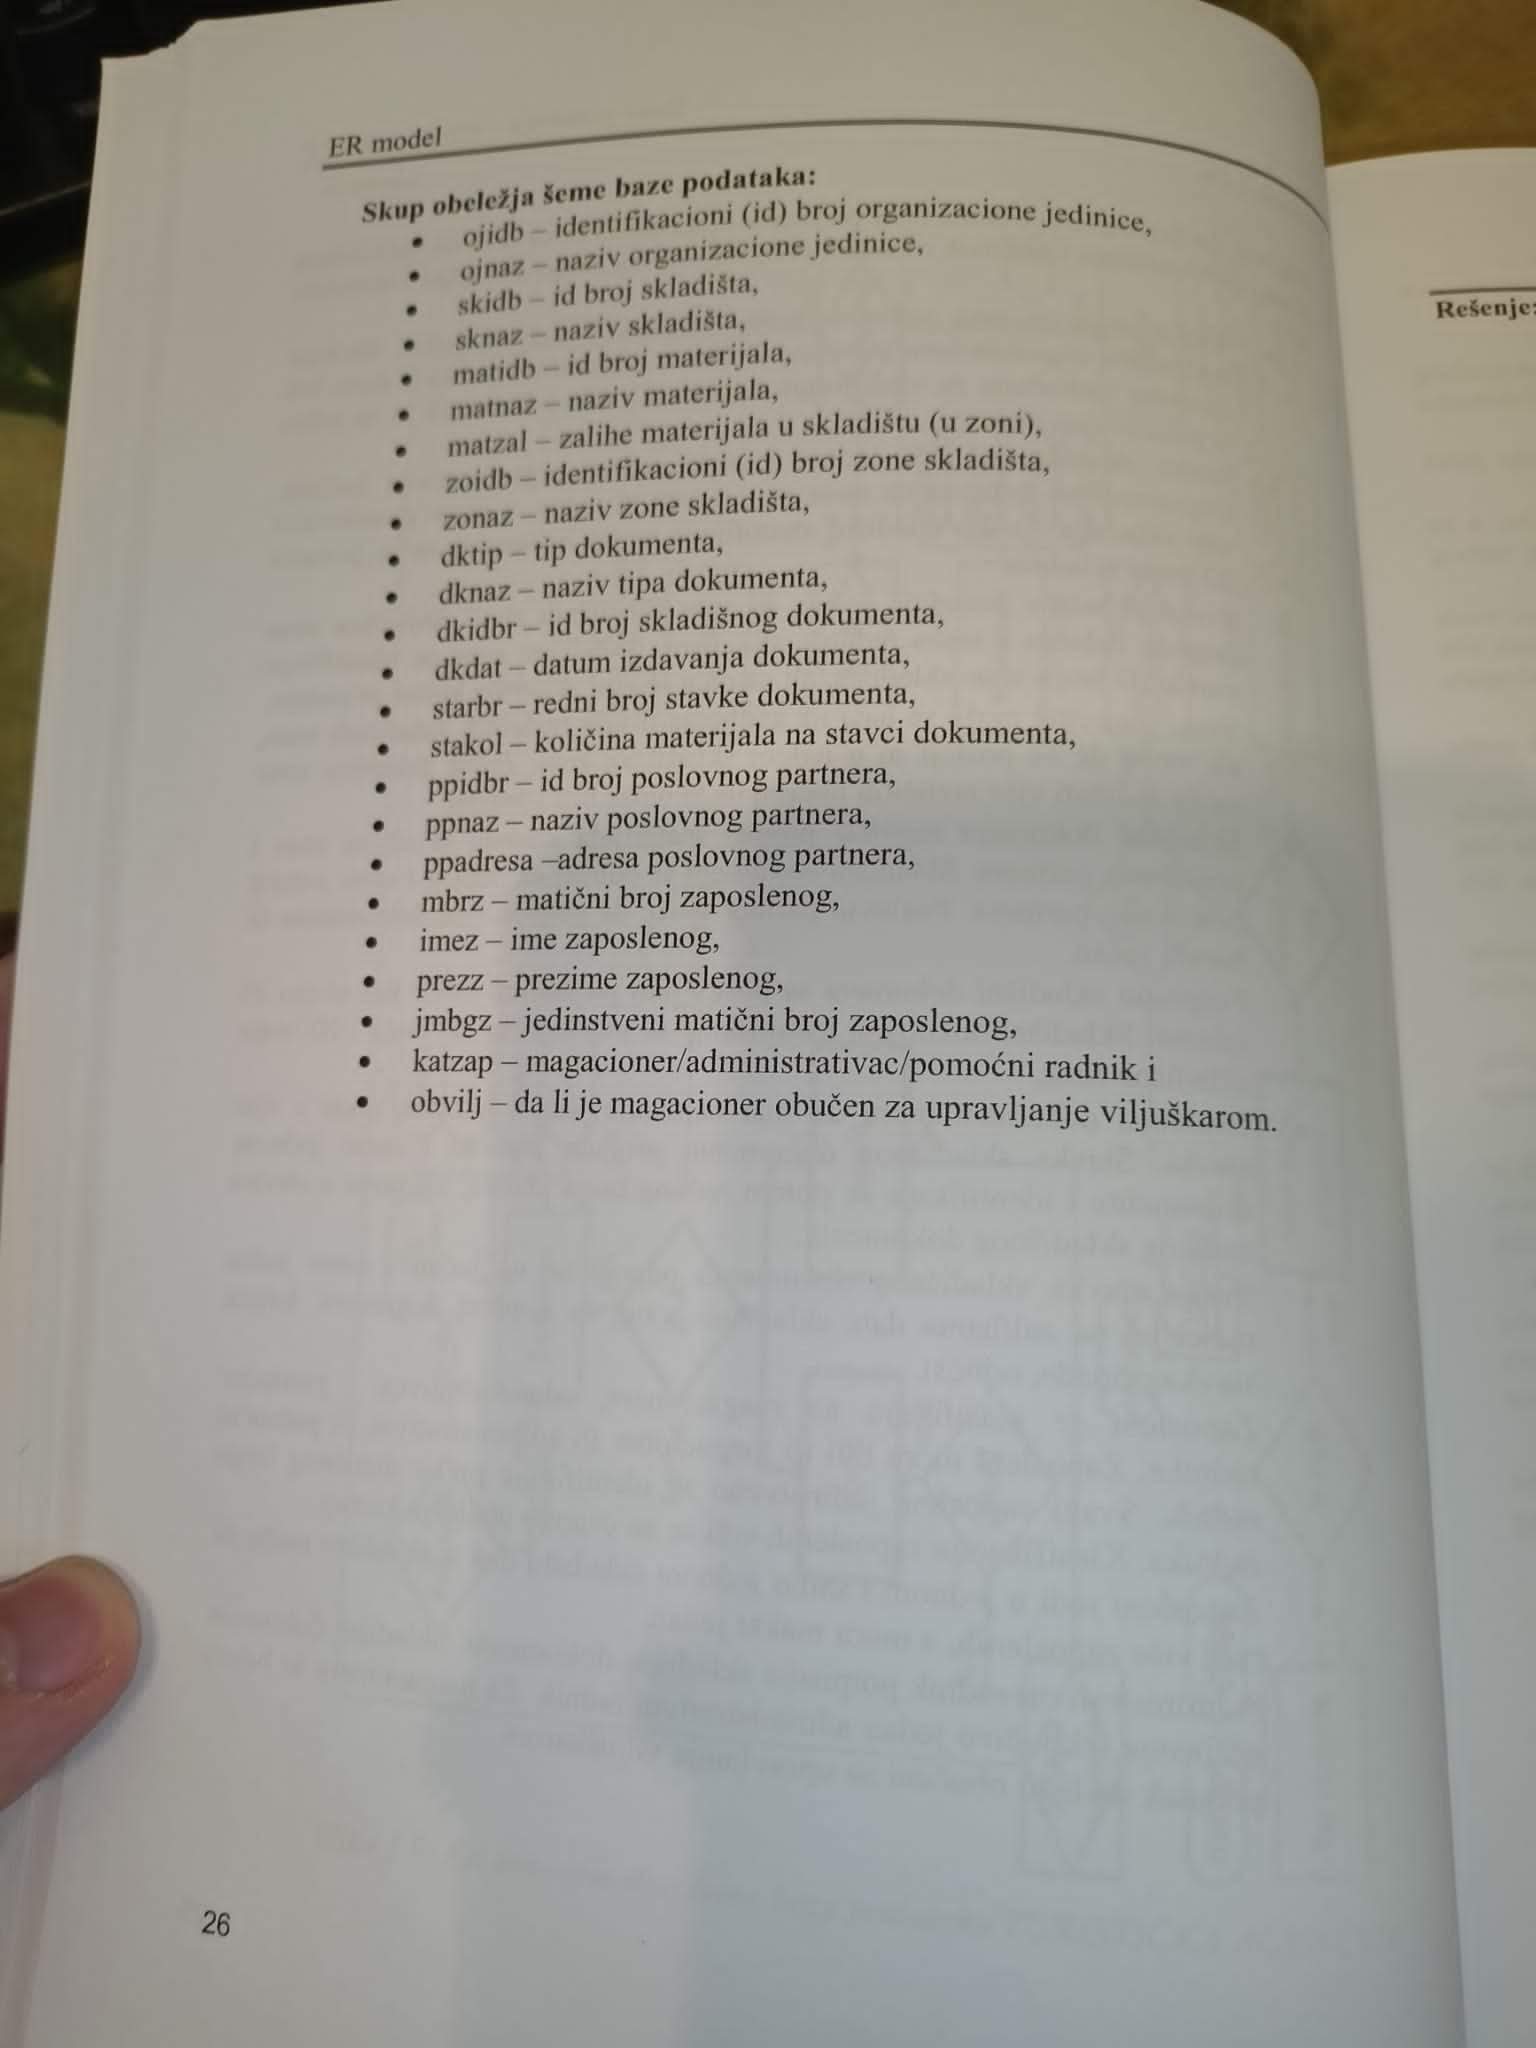 ER model
Skup obeležja šeme baze podataka:
• ojidb – identifikacioni (id) broj organizacione jedinice,
• ojnaz – naziv organizacione jedinice,
• skidb – id broj skladišta,
• sknaz – naziv skladišta,
• matidb – id broj materijala,
• matnaz – naziv materijala,
• matzal – zalihe materijala u skladištu (u zoni),
• zoidb – identifikacioni (id) broj zone skladišta,
• zonaz – naziv zone skladišta,
• dktip – tip dokumenta,
• dknaz – naziv tipa dokumenta,
• dkidbr – id broj skladišnog dokumenta,
• dkdat – datum izdavanja dokumenta,
• starbr – redni broj stavke dokumenta,
• stakol – količina materijala na stavci dokumenta,
• ppidbr – id broj poslovnog partnera,
• ppnaz – naziv poslovnog partnera,
• ppadresa –adresa poslovnog partnera,
• mbrz – matični broj zaposlenog,
• imez – ime zaposlenog,
• prezz – prezime zaposlenog,
• jmbgz – jedinstveni matični broj zaposlenog,
• katzap – magacioner/administrativac/pomoćni radnik i
• obvilj – da li je magacioner obučen za upravljanje viljuškarom.
26
Rešenje: